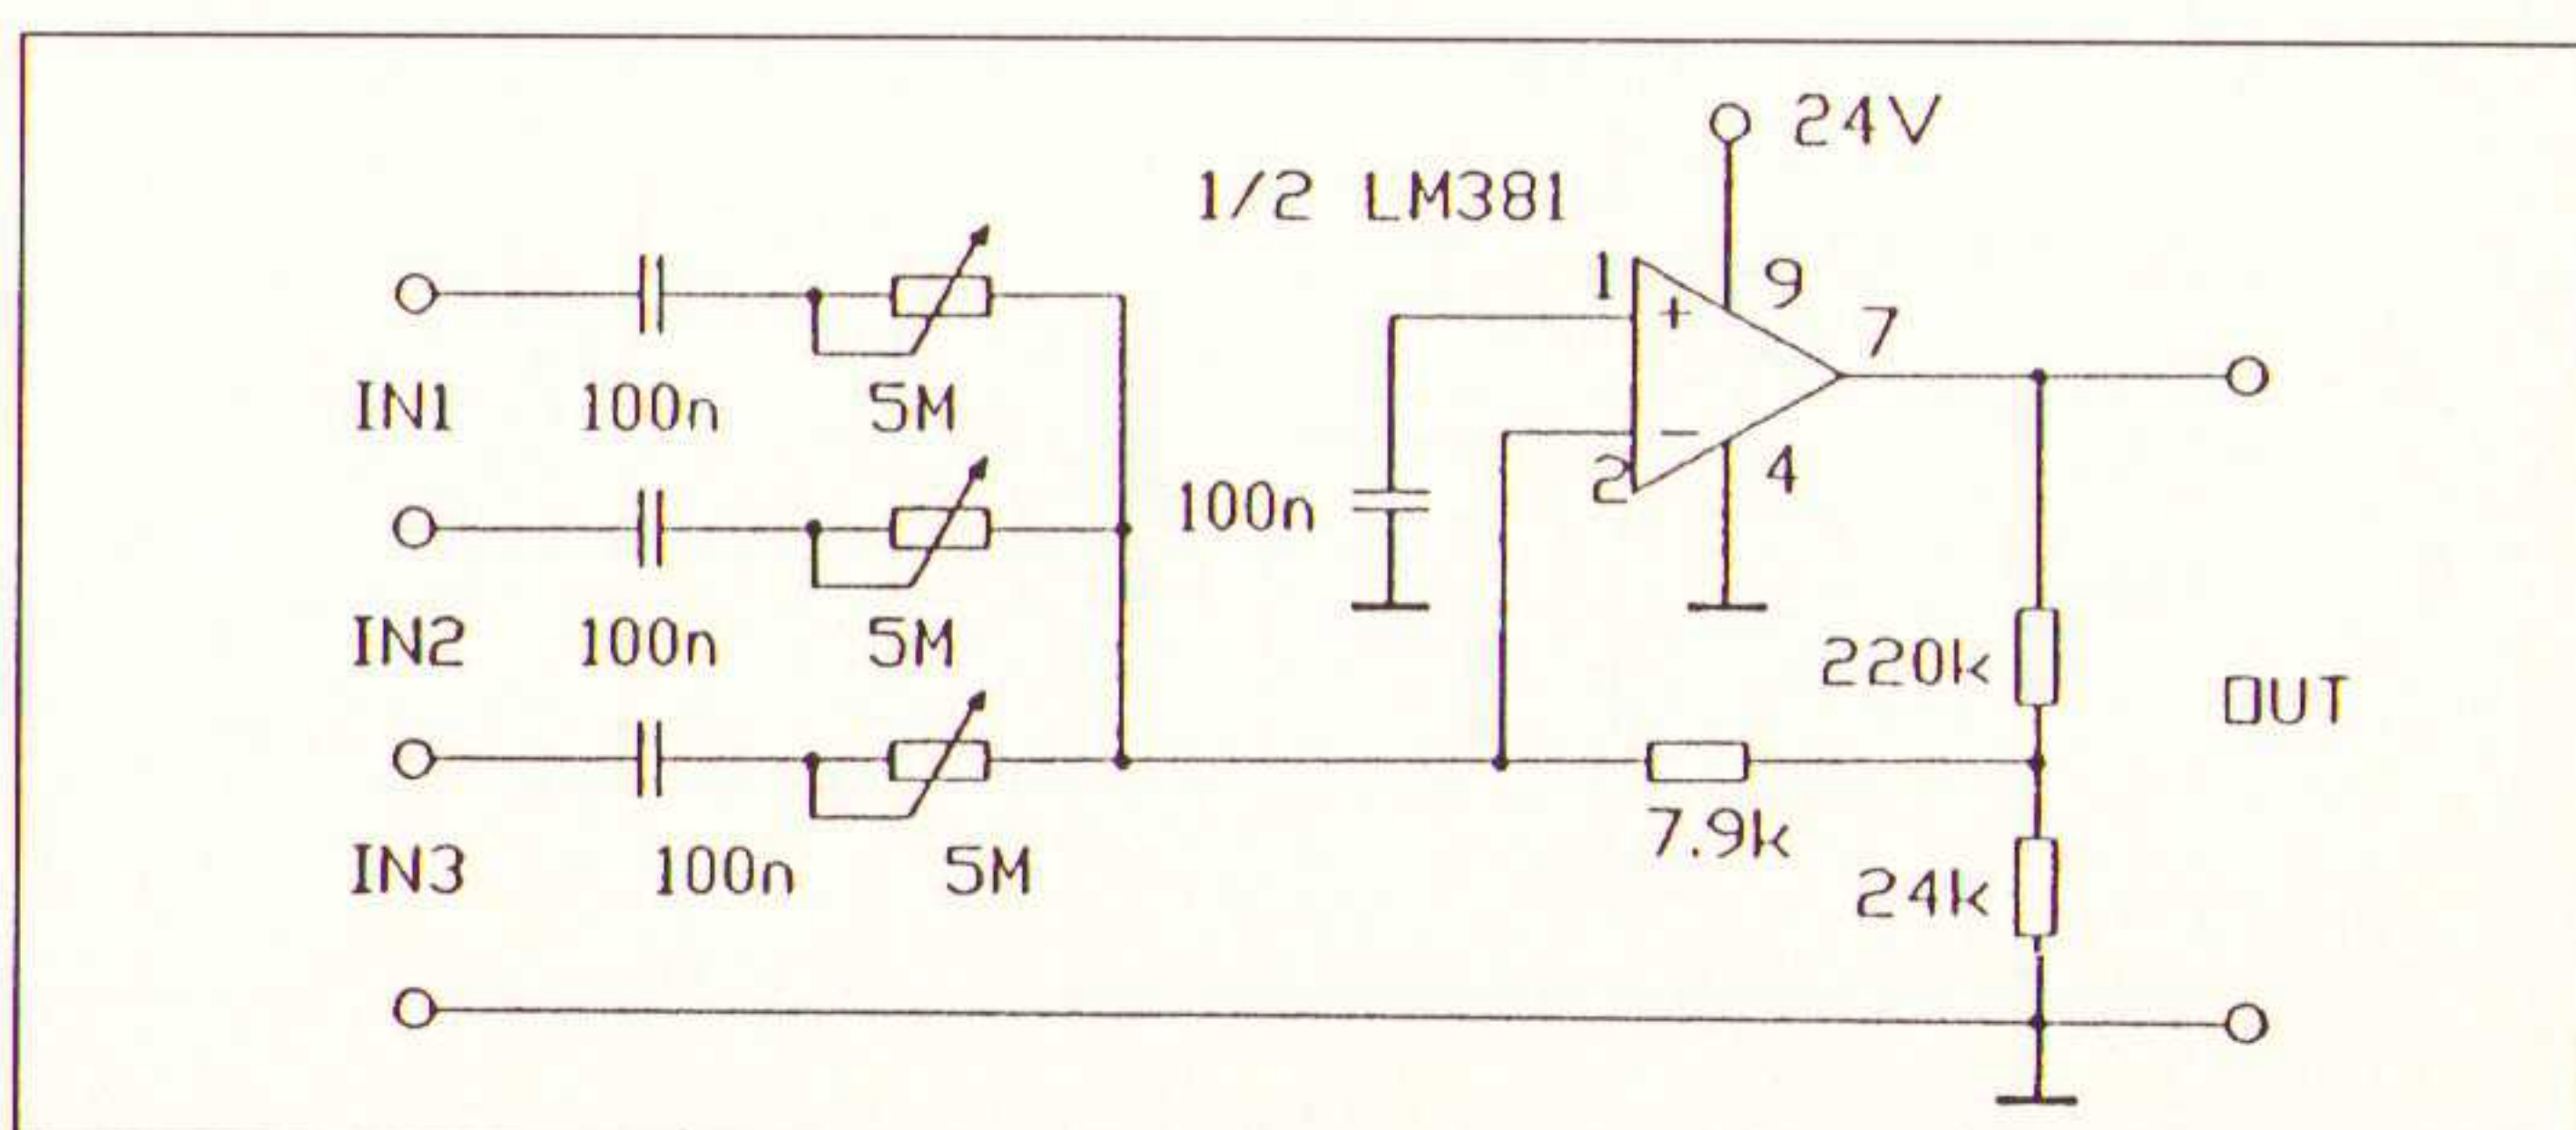 24V
1/2 LM381
1
9
+
7
IN1 100n 5M
−
2
4
100n
IN2 100n 5M
220k
OUT
7.9k
IN3 100n 5M
24k